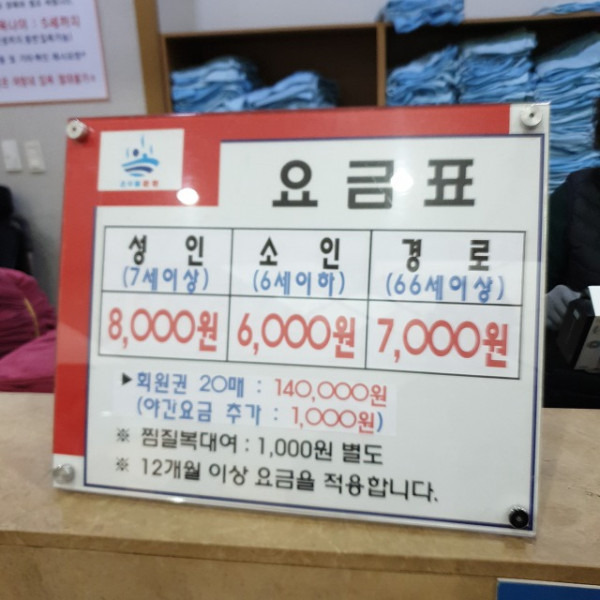 요금표
성 인 소 인 경 로
(7세이상) (6세이하) (66세이상)
8,000원 6,000원 7,000원
▶회원권 20매 : 140,000원
(야간요금 추가 : 1,000원)
※ 찜질복대여 : 1,000원 별도
※ 12개월 이상 요금을 적용합니다.